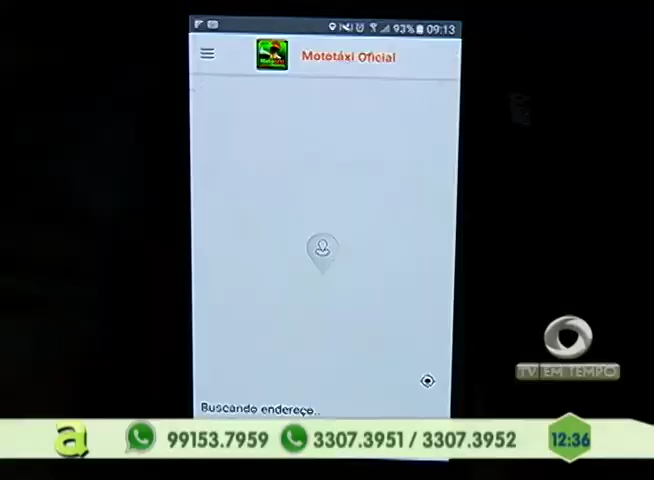 93% 09:13
Mototáxi Oficial
Buscando endereço..
TV EM TEMPO
a 99153.7959 3307.3951 / 3307.3952 12:36